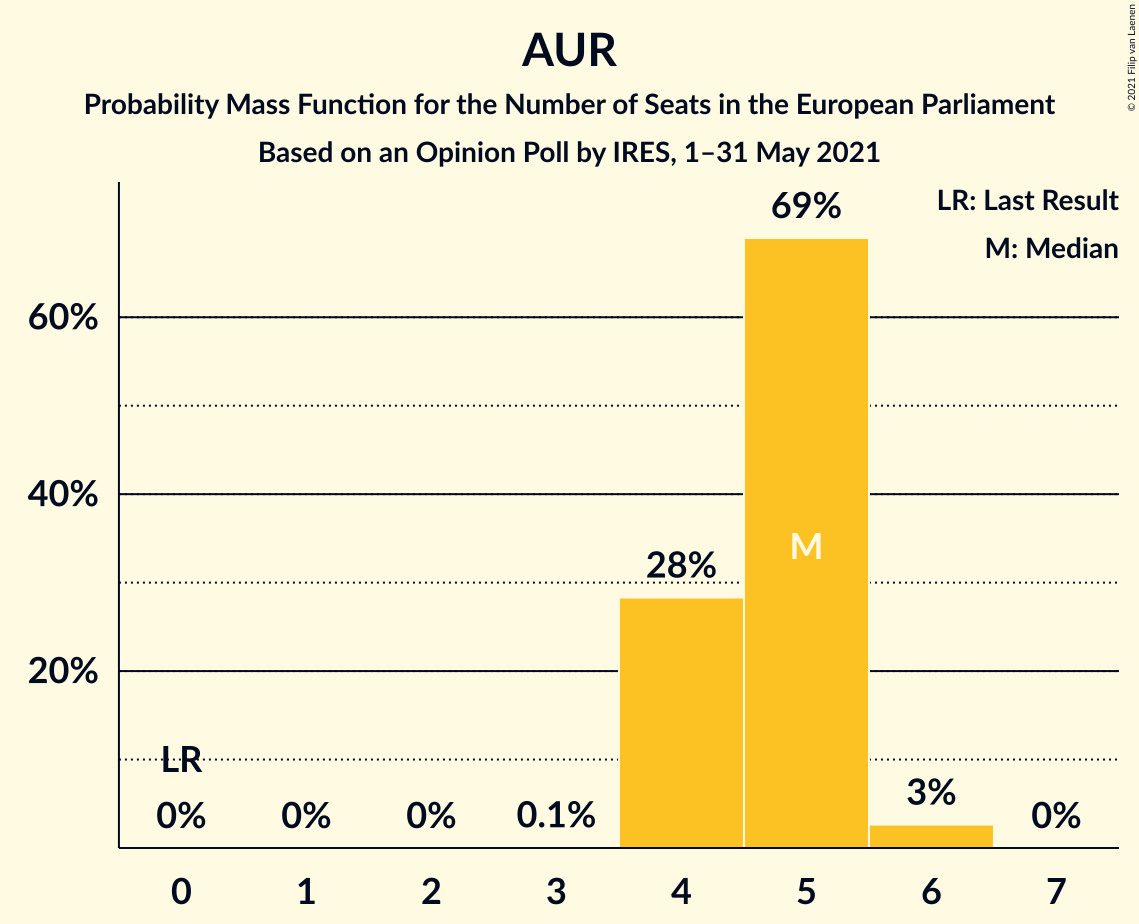 AUR
Probability Mass Function for the Number of Seats in the European Parliament
Based on an Opinion Poll by IRES, 1–31 May 2021
© 2021 Filip van Laenen
LR: Last Result
M: Median
69%
60%
40%
M
28%
20%
LR
0%
0%
0%
0.1%
3%
0%
0 1 2 3 4 5 6 7